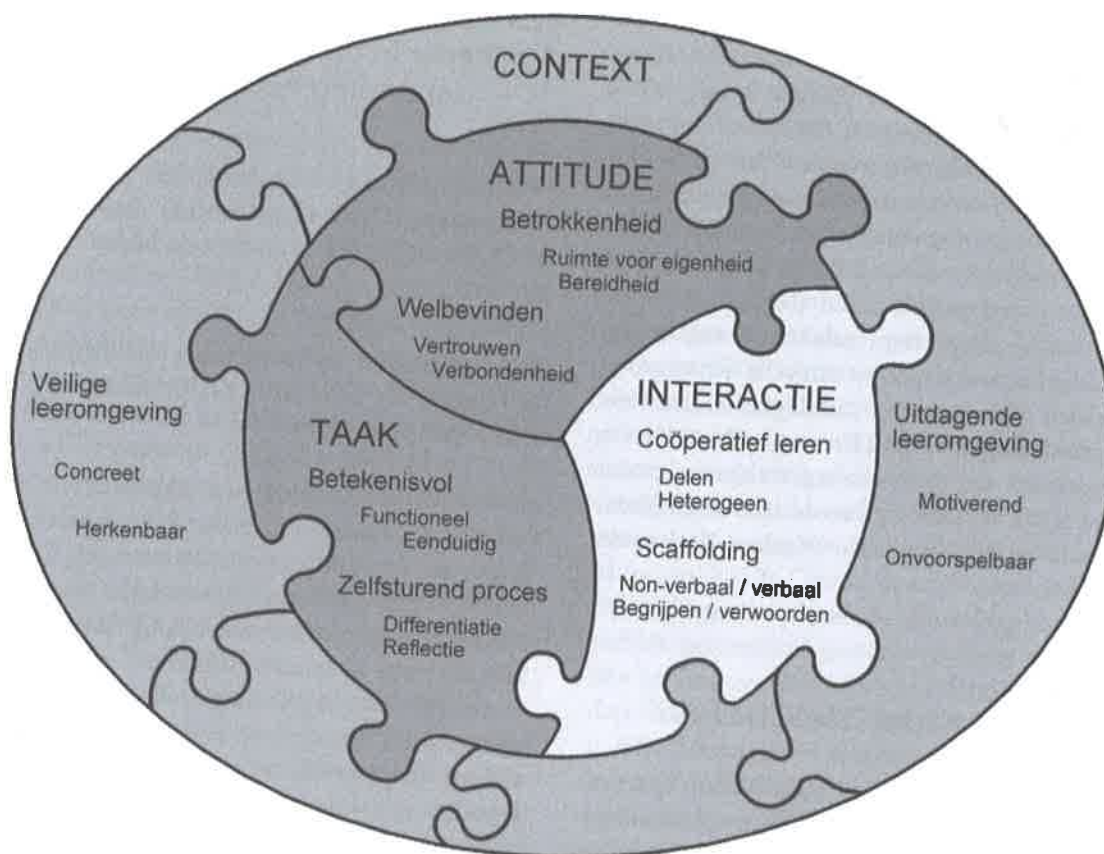 CONTEXT
ATTITUDE
Betrokkenheid
Ruimte voor eigenheid
Bereidheid
Welbevinden
Vertrouwen
Verbondenheid
Veilige
leeromgeving
Concreet
Herkenbaar
TAAK
Betekenisvol
Functioneel
Eenduidig
Zelfsturend proces
Differentiatie
Reflectie
INTERACTIE
Coöperatief leren
Delen
Heterogeen
Scaffolding
Non-verbaal / verbaal
Begrijpen / verwoorden
Uitdagende
leeromgeving
Motiverend
Onvoorspelbaar